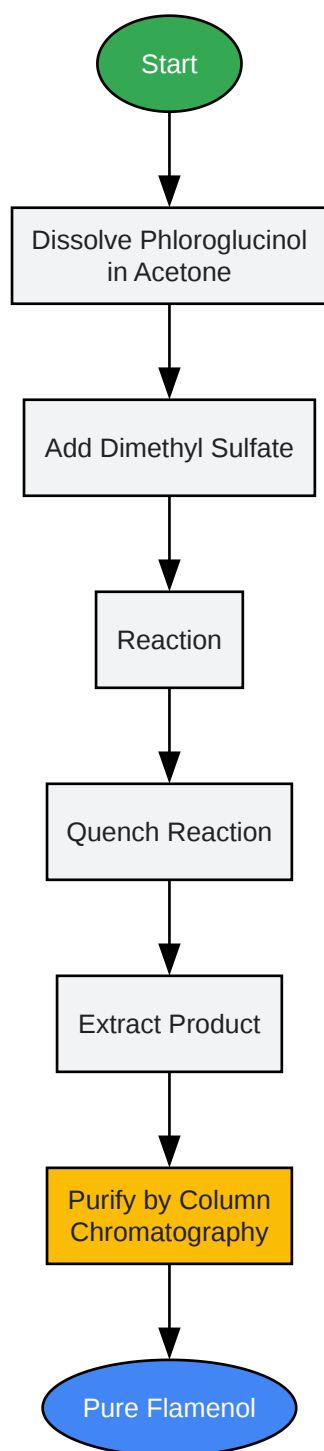 Start
Dissolve Phloroglucinol
in Acetone
Add Dimethyl Sulfate
Reaction
Quench Reaction
Extract Product
Purify by Column
Chromatography
Pure Flamenol